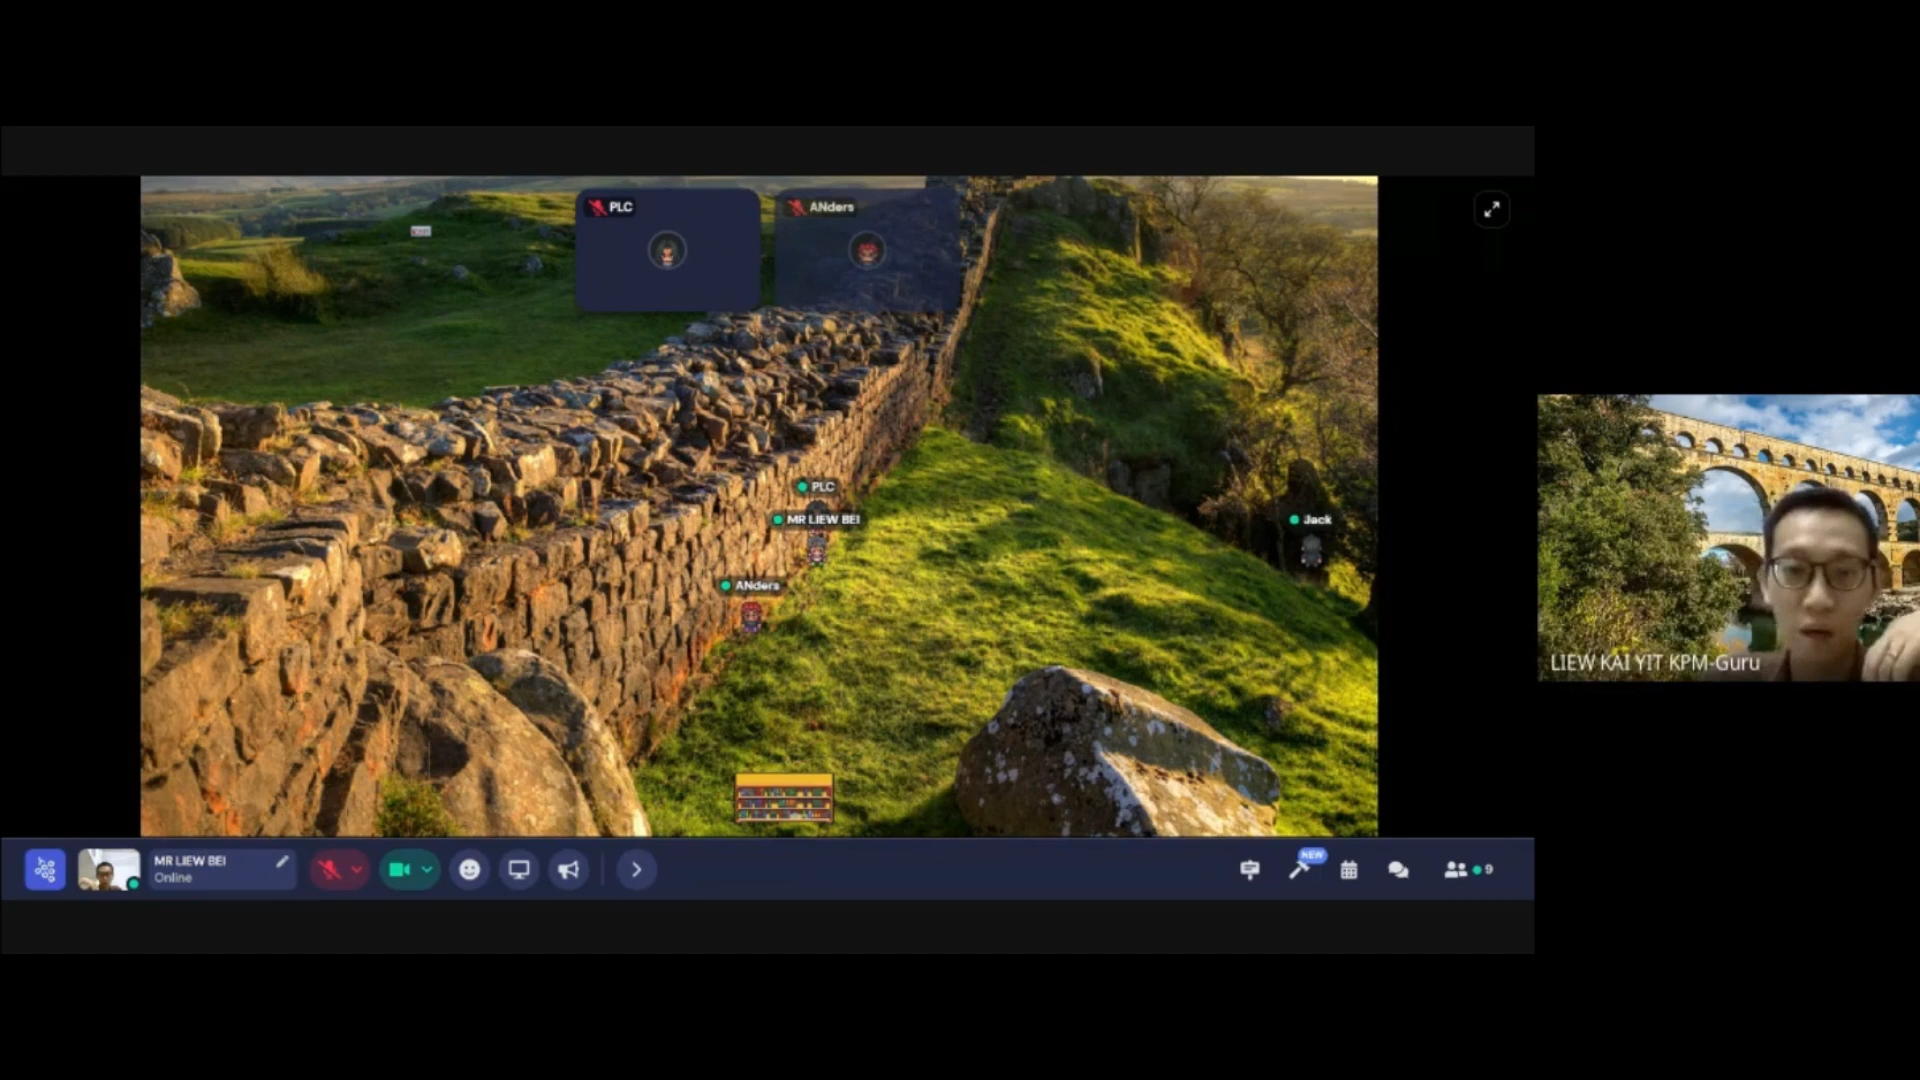 PLC
ANders
PLC
MR LIEW BEI
Jack
ANders
LIEW KAI YIT KPM-Guru
MR LIEW BEI
Online
NEW
9